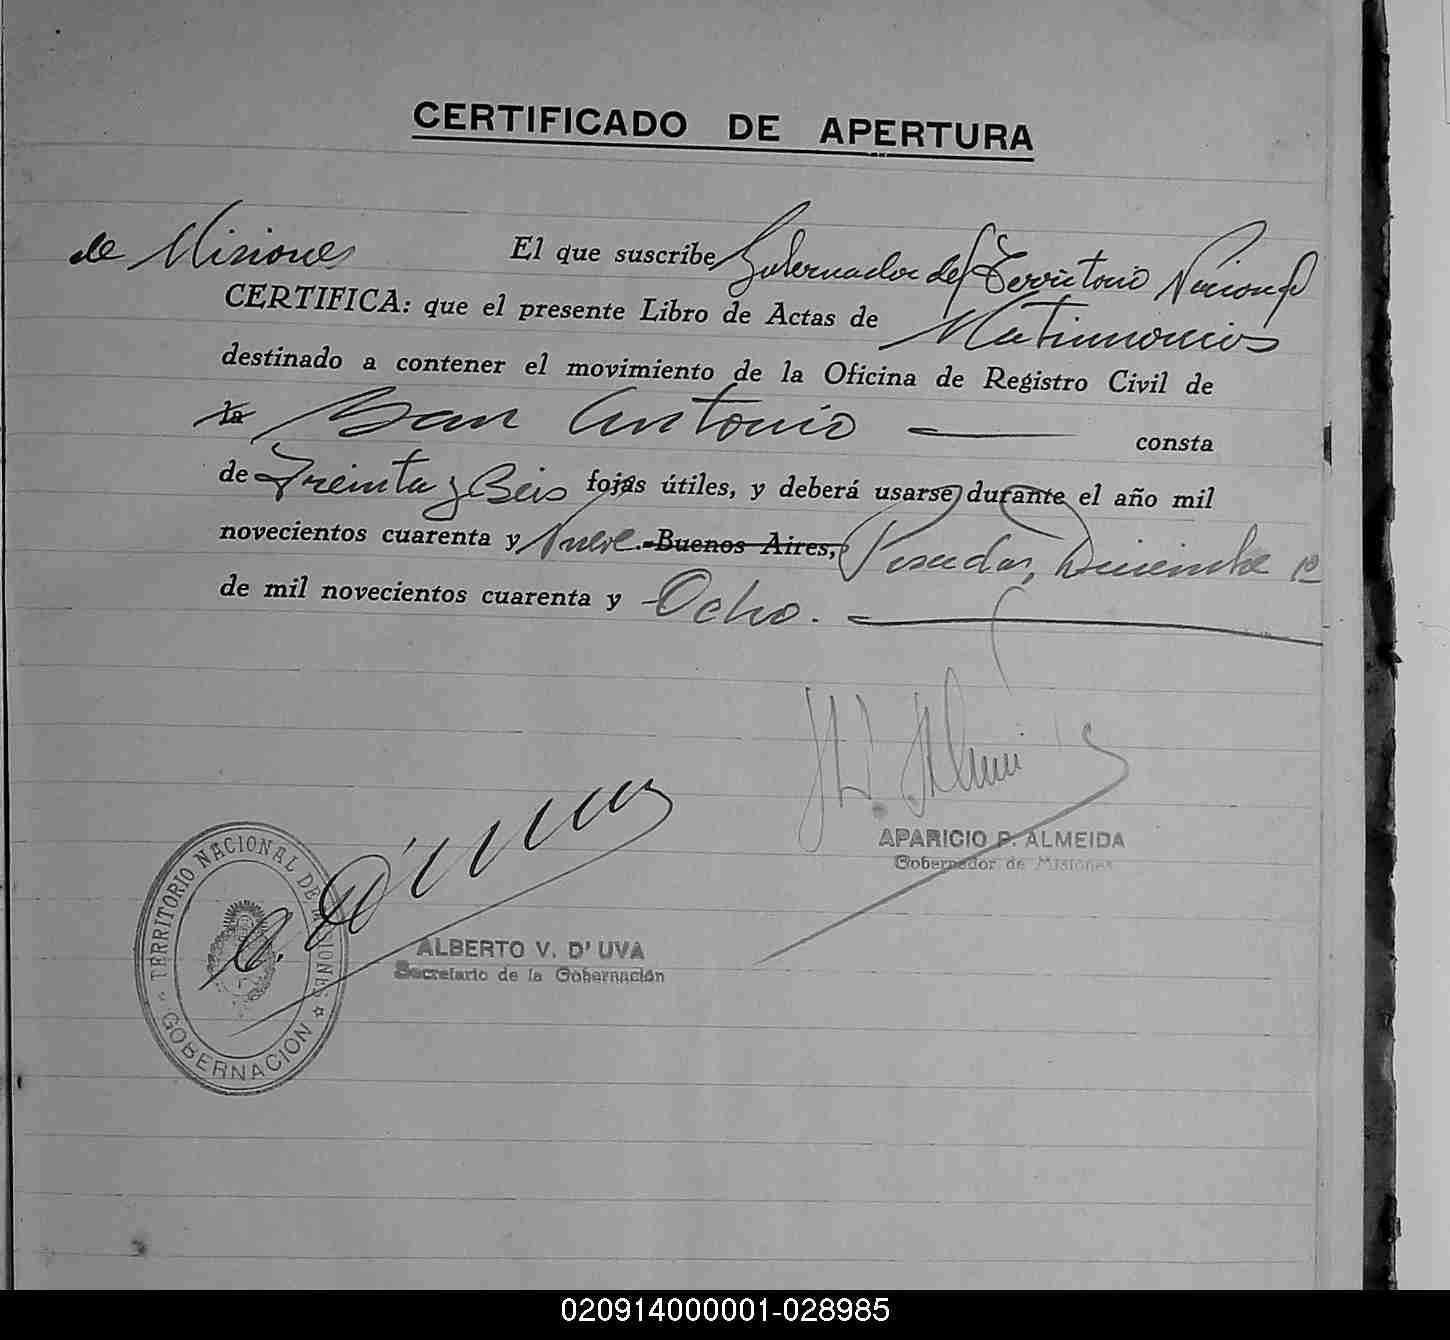 CERTIFICADO DE APERTURA
El que suscribe Gobernador del Territorio Nacional
de Misiones
CERTIFICA: que el presente Libro de Actas de Matrimonios
destinado a contener el movimiento de la Oficina de Registro Civil de
la San Antonio consta
de Treinta y Seis fojas útiles, y deberá usarse durante el año mil
novecientos cuarenta y Nueve.-Buenos Aires, Posadas, Diciembre 1º
de mil novecientos cuarenta y Ocho.
APARICIO P. ALMEIDA
Gobernador de Misiones
ALBERTO V. D' UVA
Secretario de la Gobernación
TERRITORIO NACIONAL DE MISIONES
GOBERNACION
020914000001-028985